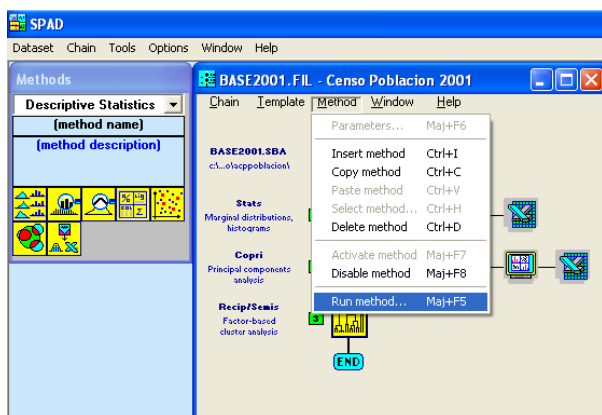 SPAD
Dataset Chain Tools Options Window Help
Methods
Descriptive Statistics
(method name)
(method description)
BASE2001.FIL - Censo Poblacion 2001
Chain Template Method Window Help
Parameters... Maj+F6
Insert method Ctrl+I
Copy method Ctrl+C
Paste method Ctrl+V
Select method... Ctrl+H
Delete method Ctrl+D
Activate method Maj+F7
Disable method Maj+F8
Run method... Maj+F5
BASE2001.SBA
c:\...o\acppoblacion\
Stats
Marginal distributions,
histograms
Copri
Principal components
analysis
Recip/Semis
Factor-based
cluster analysis
3
END